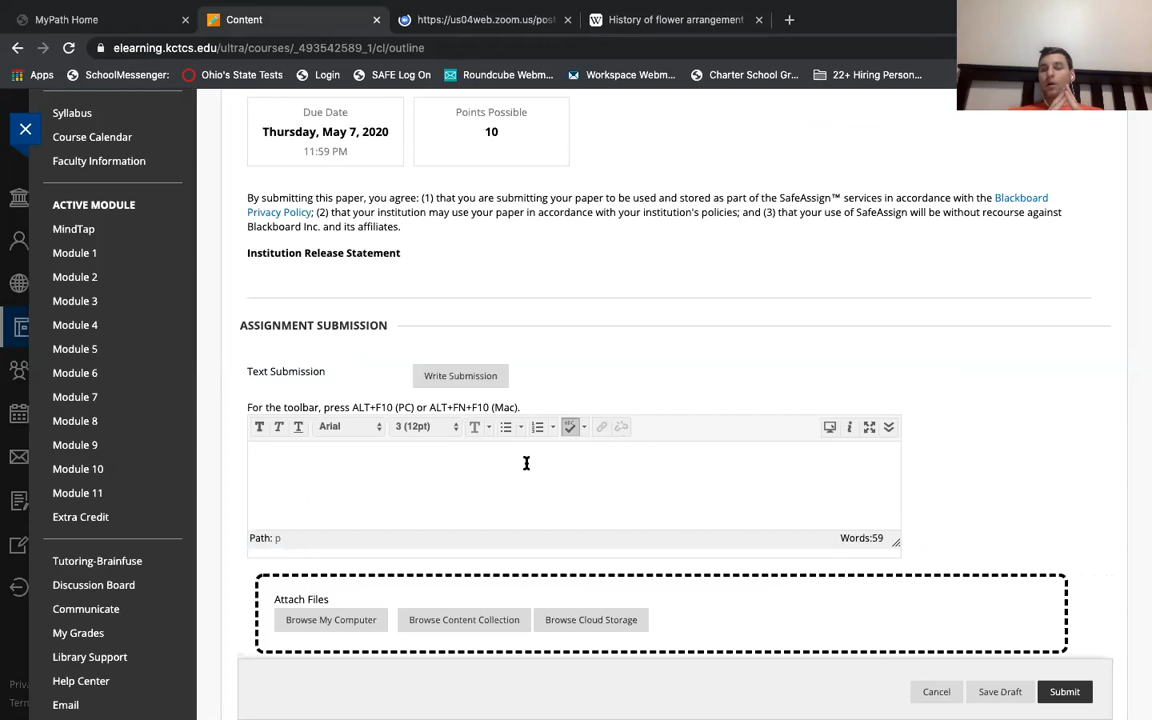 MyPath Home × Content × https://us04web.zoom.us/pos × History of flower arrangement × +
elearning.kctcs.edu/ultra/courses/_493542589_1/cl/outline
Apps SchoolMessenger: Ohio's State Tests Login SAFE Log On Roundcube Webm... Workspace Webm... Charter School Gr... 22+ Hiring Person...
Syllabus
Course Calendar
Faculty Information
ACTIVE MODULE
MindTap
Module 1
Module 2
Module 3
Module 4
Module 5
Module 6
Module 7
Module 8
Module 9
Module 10
Module 11
Extra Credit
Tutoring-Brainfuse
Discussion Board
Communicate
My Grades
Library Support
Help Center
Email
Priva
Term
Due Date
Thursday, May 7, 2020
11:59 PM
Points Possible
10
By submitting this paper, you agree: (1) that you are submitting your paper to be used and stored as part of the SafeAssign™ services in accordance with the Blackboard
Privacy Policy; (2) that your institution may use your paper in accordance with your institution's policies; and (3) that your use of SafeAssign will be without recourse against
Blackboard Inc. and its affiliates.
Institution Release Statement
ASSIGNMENT SUBMISSION
Text Submission
Write Submission
For the toolbar, press ALT+F10 (PC) or ALT+FN+F10 (Mac).
T T T Arial 3 (12pt) T
Path: p Words:59
Attach Files
Browse My Computer Browse Content Collection Browse Cloud Storage
Cancel Save Draft Submit